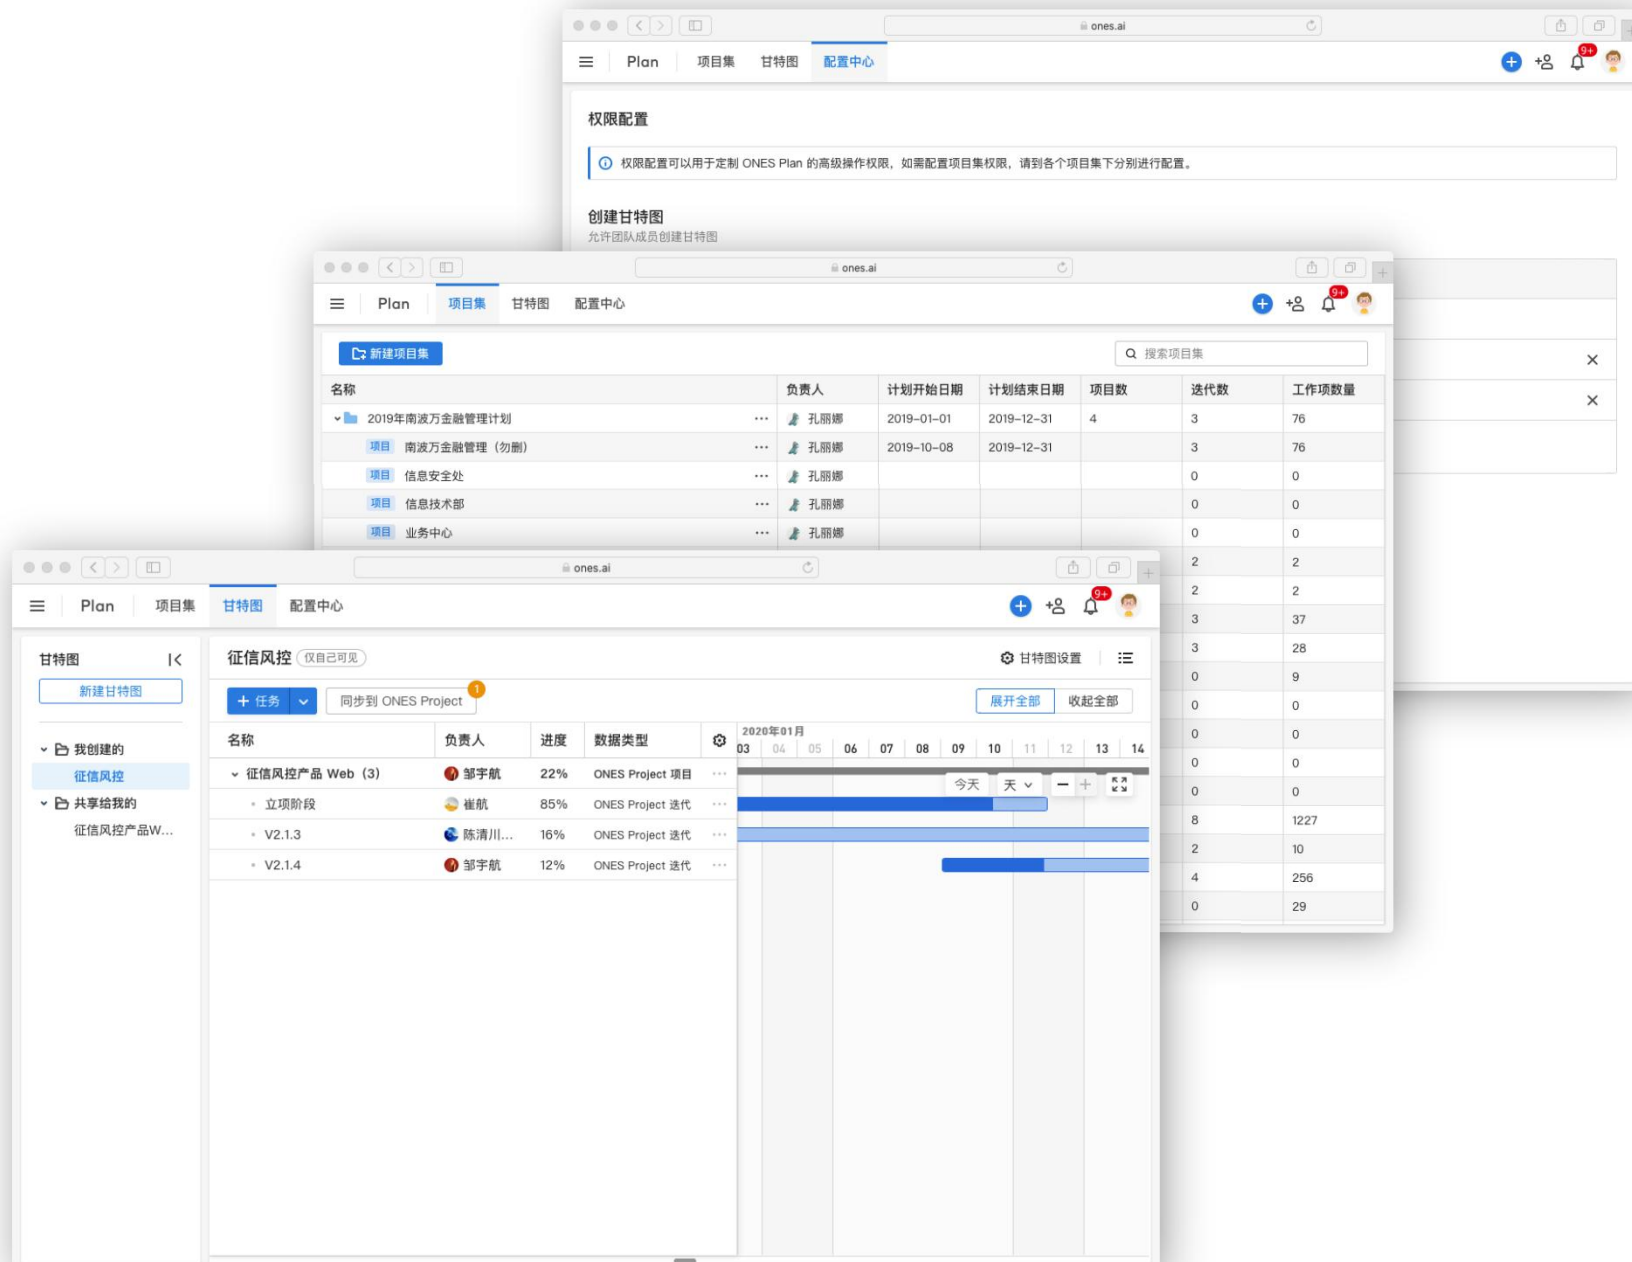 ones.ai
Plan 项目集 甘特图 配置中心 9+
权限配置
权限配置可以用于定制 ONES Plan 的高级操作权限，如需配置项目集权限，请到各个项目集下分别进行配置。
创建甘特图
允许团队成员创建甘特图
ones.ai
Plan 项目集 甘特图 配置中心 9+
新建项目集 搜索项目集
名称 负责人 计划开始日期 计划结束日期 项目数 迭代数 工作项数量
2019年南波万金融管理计划 ··· 孔丽娜 2019-01-01 2019-12-31 4 3 76
项目 南波万金融管理（勿删） ··· 孔丽娜 2019-10-08 2019-12-31 3 76
项目 信息安全处 ··· 孔丽娜 0 0
项目 信息技术部 ··· 孔丽娜 0 0
项目 业务中心 ··· 孔丽娜 0 0
2 2
2 2
3 37
3 28
0 9
0 0
0 0
0 0
0 0
8 1227
2 10
4 256
0 29
ones.ai
Plan 项目集 甘特图 配置中心 9+
甘特图
新建甘特图
我创建的
征信风控
共享给我的
征信风控产品W...
征信风控 仅自己可见 甘特图设置
+ 任务 同步到 ONES Project 1 展开全部 收起全部
名称 负责人 进度 数据类型 2020年01月
03 04 05 06 07 08 09 10 11 12 13 14
征信风控产品 Web（3） 邹宇航 22% ONES Project 项目 ···
今天 天
立项阶段 崔航 85% ONES Project 迭代 ···
V2.1.3 陈清川... 16% ONES Project 迭代 ···
V2.1.4 邹宇航 12% ONES Project 迭代 ···